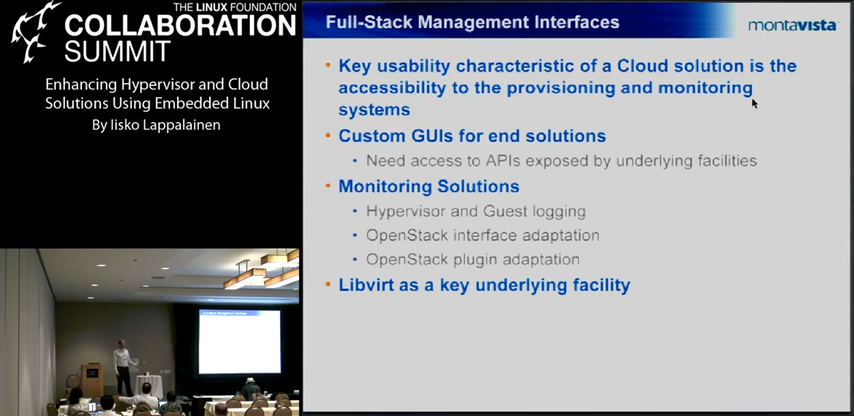 THE LINUX FOUNDATION
COLLABORATION
SUMMIT
Enhancing Hypervisor and Cloud
Solutions Using Embedded Linux
By Iisko Lappalainen
Full-Stack Management Interfaces
montavista
• Key usability characteristic of a Cloud solution is the
accessibility to the provisioning and monitoring
systems
• Custom GUIs for end solutions
• Need access to APIs exposed by underlying facilities
• Monitoring Solutions
• Hypervisor and Guest logging
• OpenStack interface adaptation
• OpenStack plugin adaptation
• Libvirt as a key underlying facility